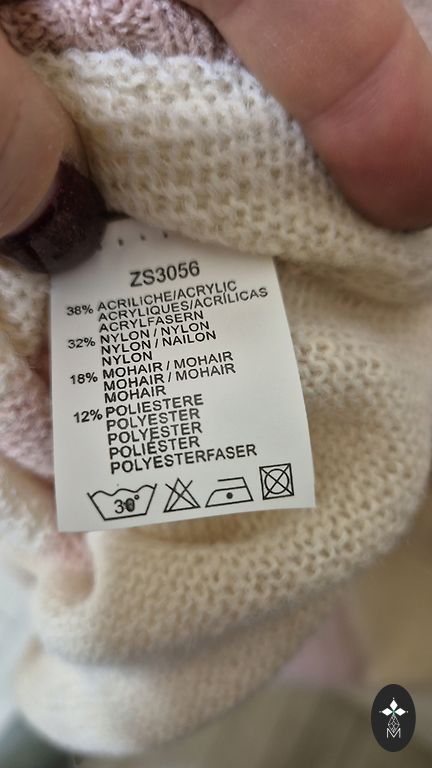 ZS3056
38% ACRILICHE/ACRYLIC
ACRYLIQUES/ACRÍLICAS
ACRYLFASERN
32% NYLON / NYLON
NYLON / NAILON
NYLON
18% MOHAIR / MOHAIR
MOHAIR / MOHAIR
MOHAIR
12% POLIESTERE
POLYESTER
POLYESTER
POLIÉSTER
POLYESTERFASER
30°
M